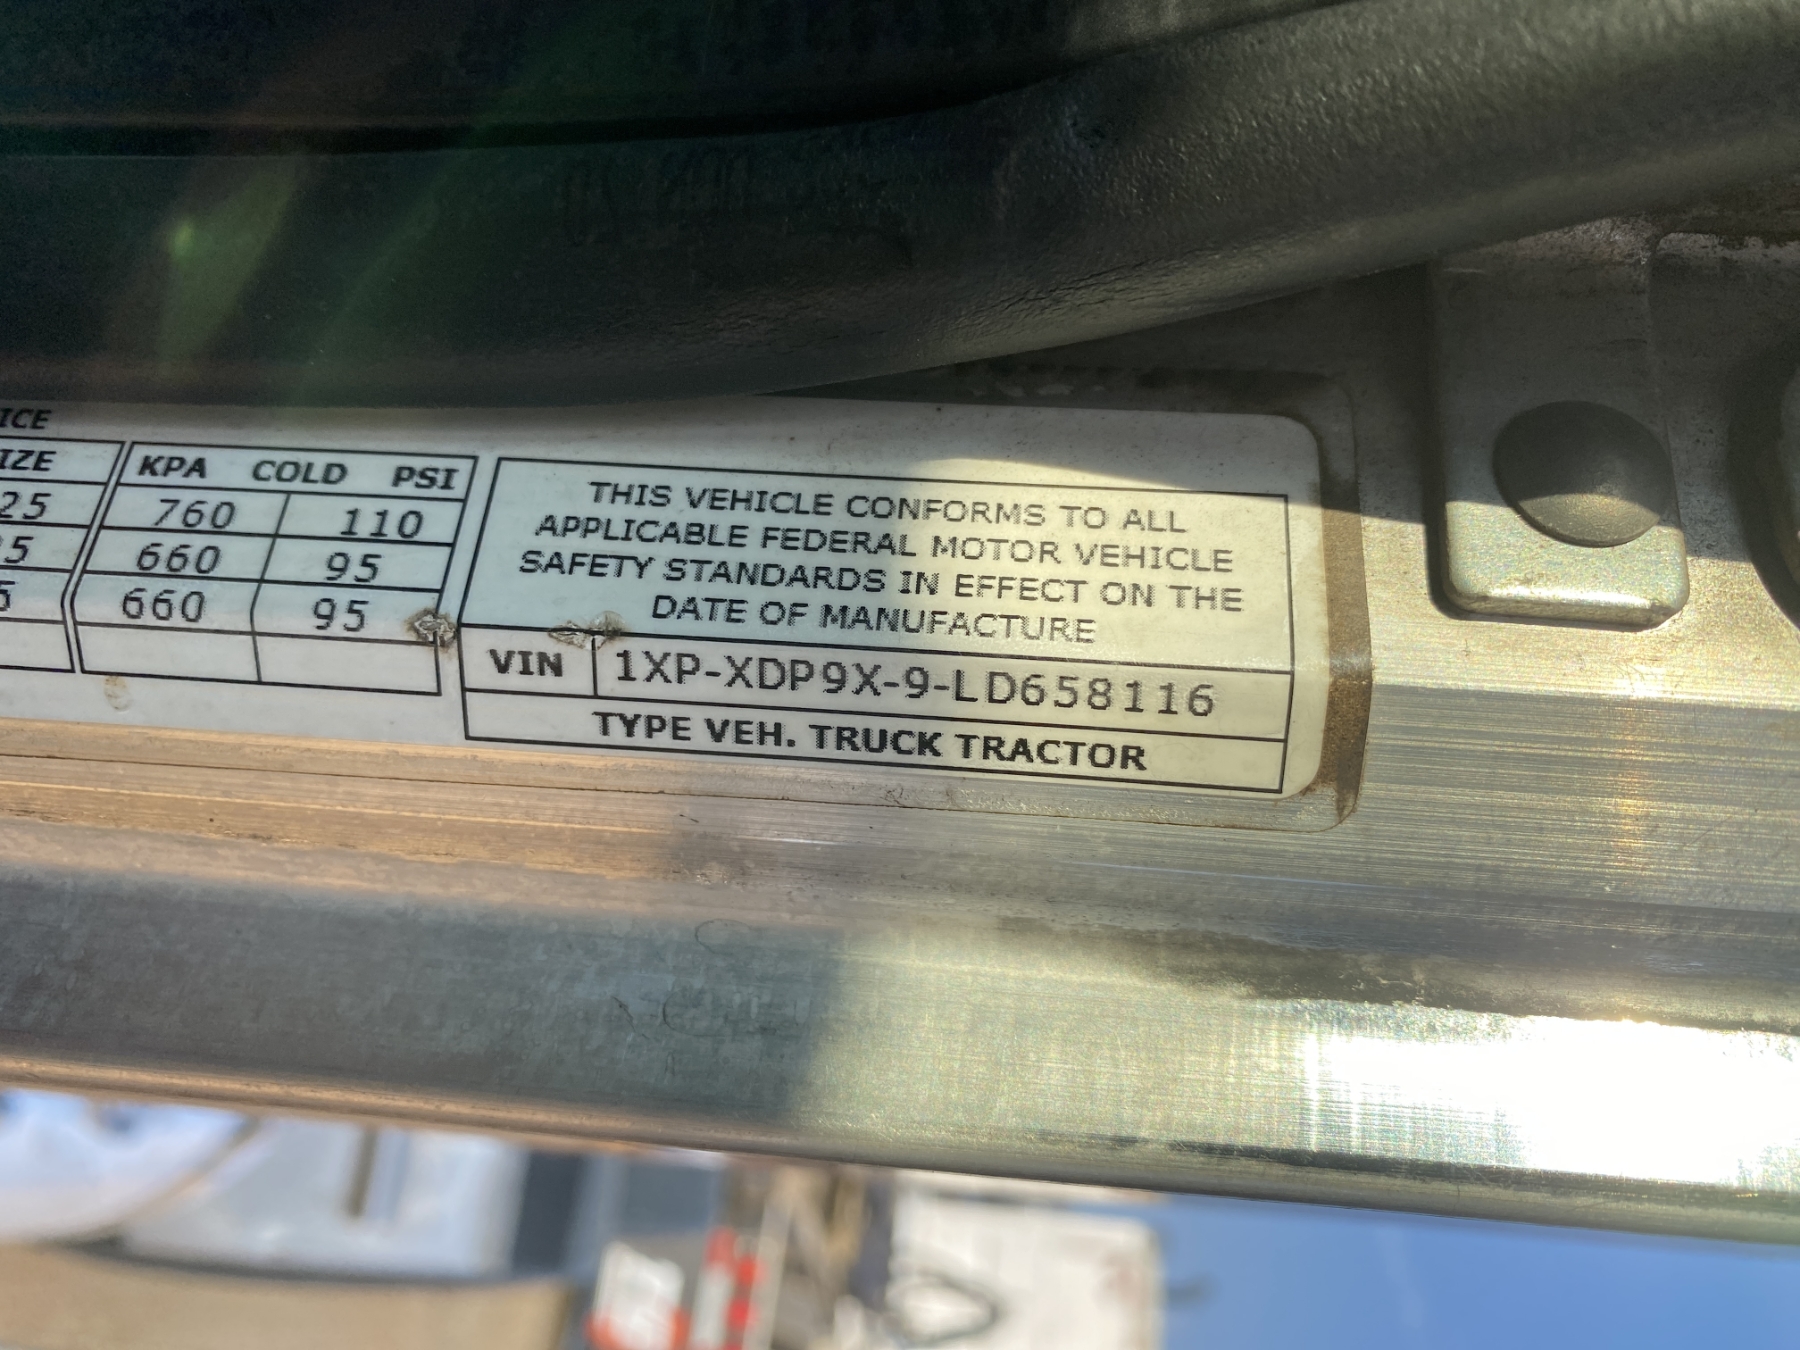 ICE
IZE
KPA COLD PSI
25
760 110
5
660 95
5
660 95
THIS VEHICLE CONFORMS TO ALL
APPLICABLE FEDERAL MOTOR VEHICLE
SAFETY STANDARDS IN EFFECT ON THE
DATE OF MANUFACTURE
VIN 1XP-XDP9X-9-LD658116
TYPE VEH. TRUCK TRACTOR